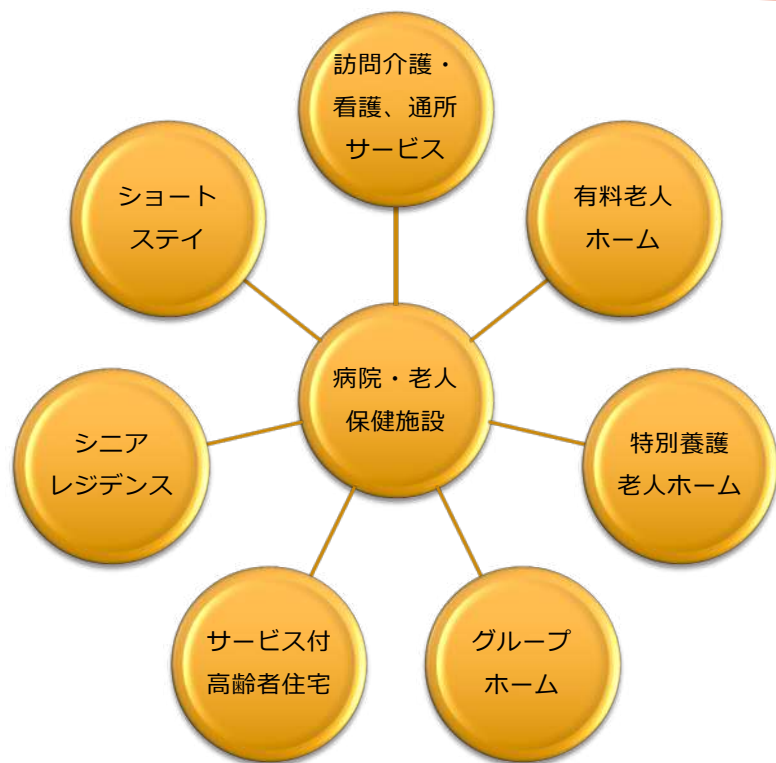 訪問介護・
看護、通所
サービス
有料老人
ホーム
特別養護
老人ホーム
グループ
ホーム
サービス付
高齢者住宅
シニア
レジデンス
ショート
ステイ
病院・老人
保健施設